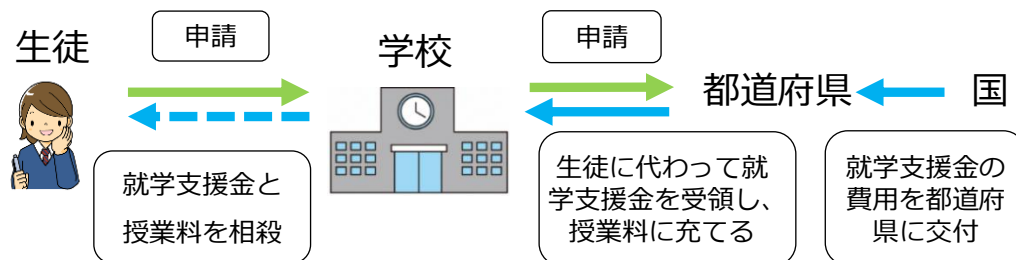 生徒
申請
学校
申請
都道府県
国
就学支援金と
授業料を相殺
生徒に代わって就
学支援金を受領し、
授業料に充てる
就学支援金の
費用を都道府
県に交付